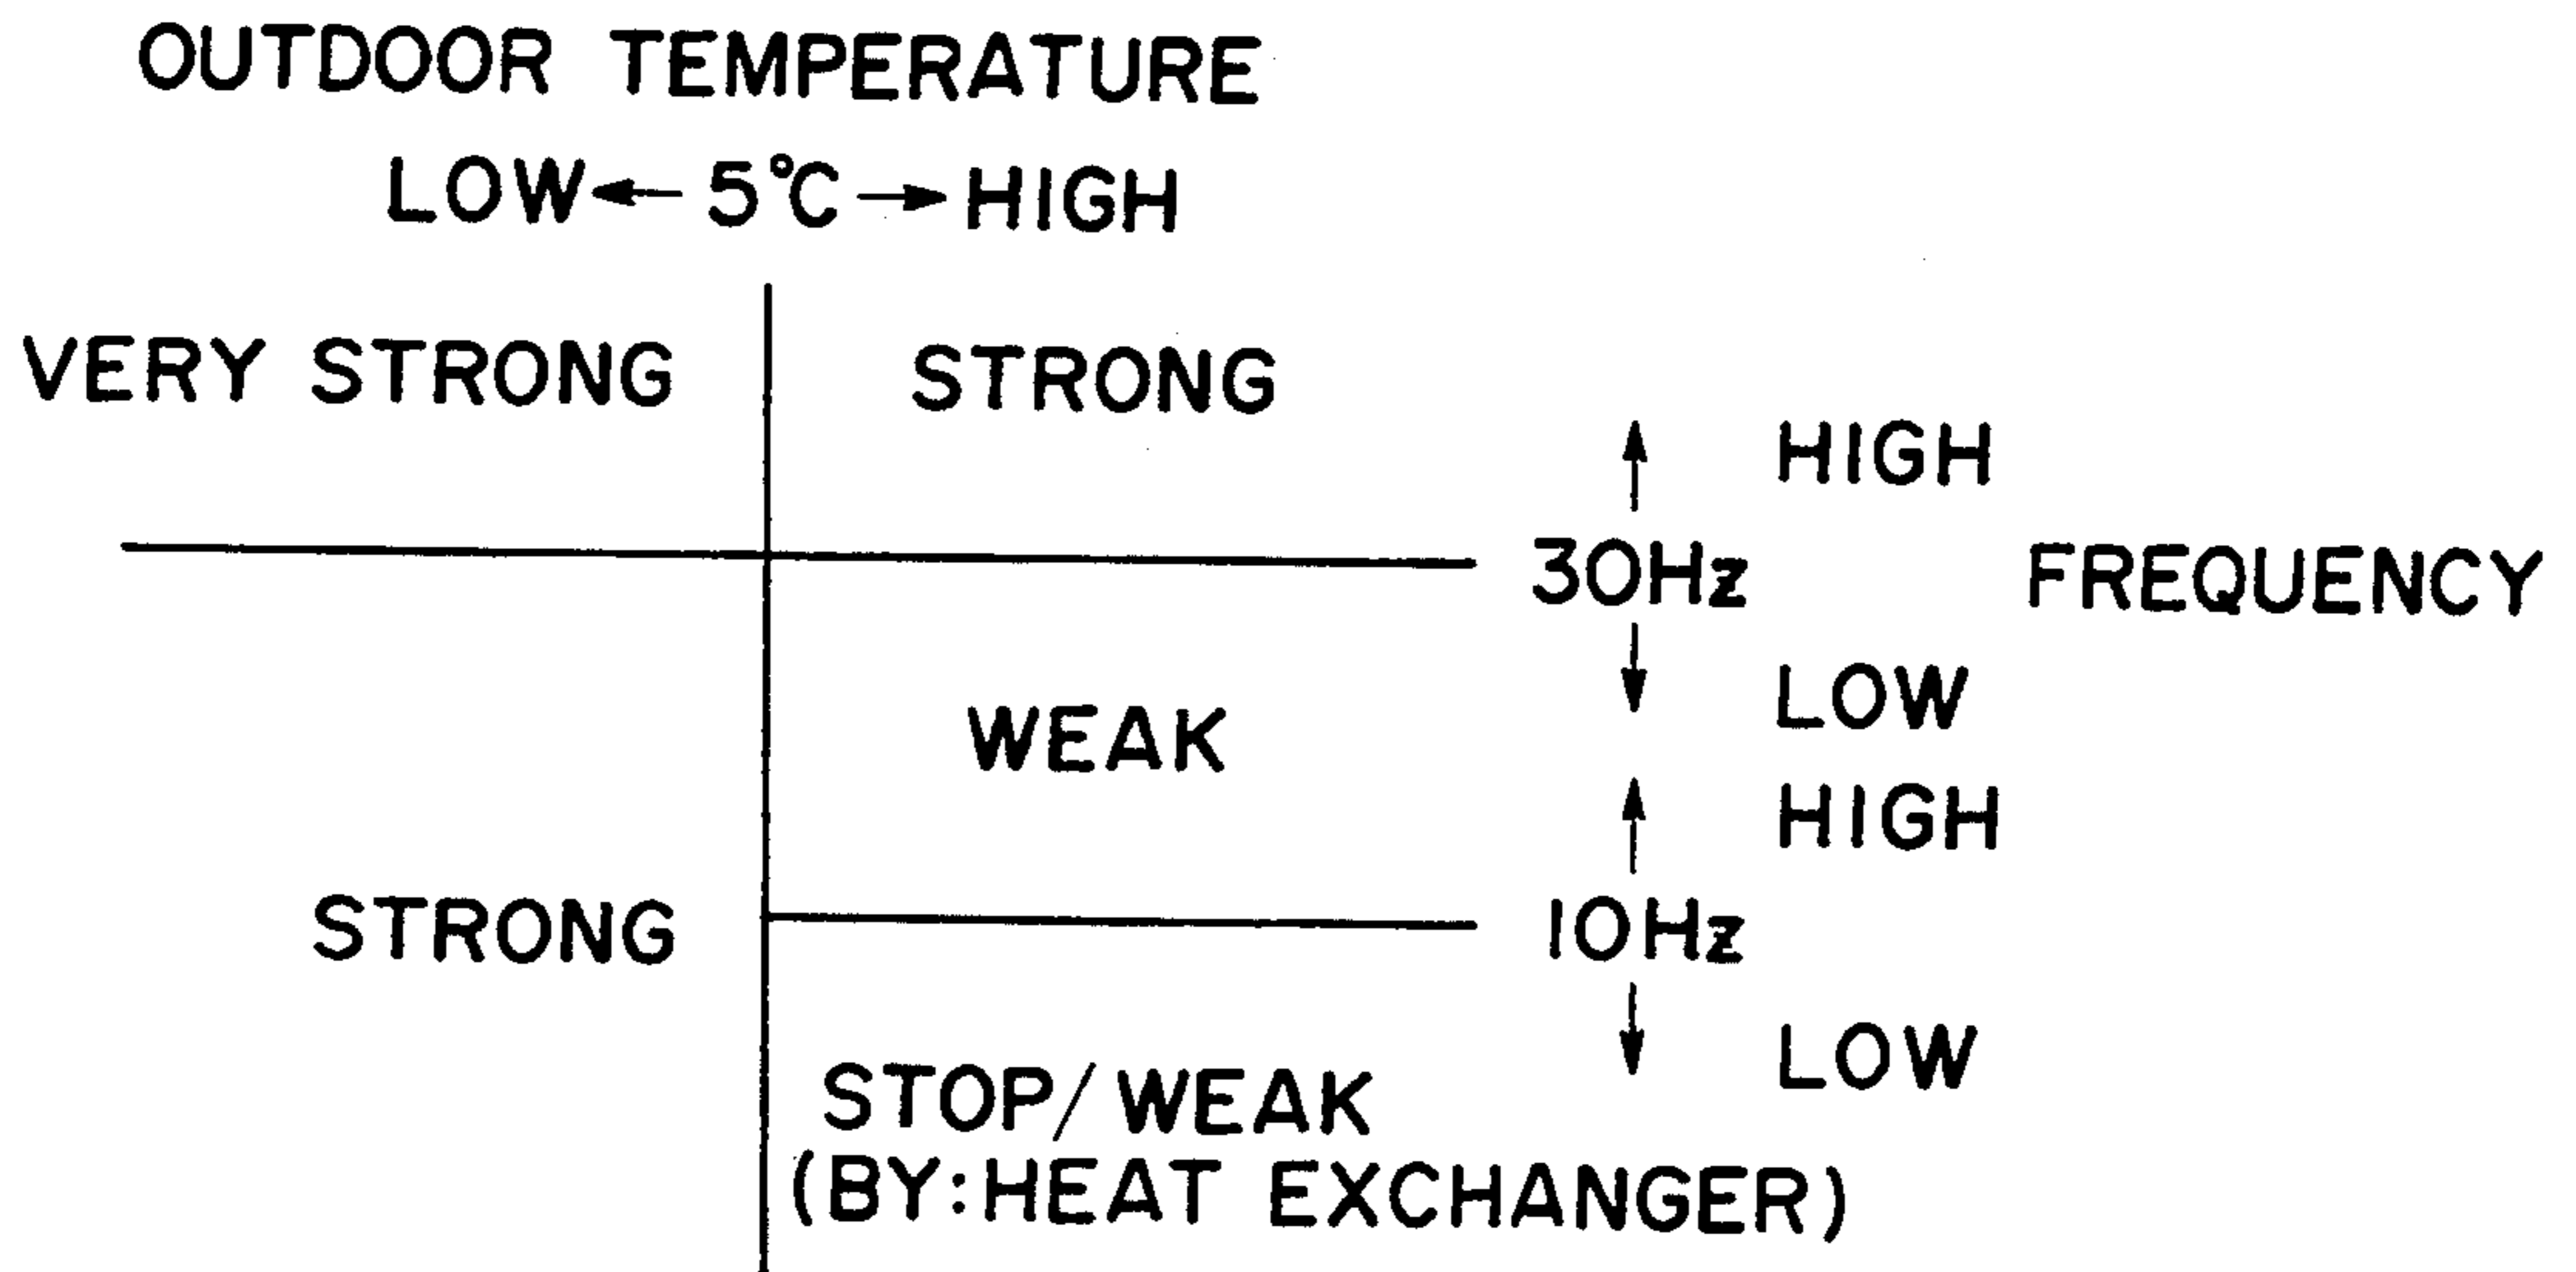 OUTDOOR TEMPERATURE
LOW ← 5°C → HIGH
VERY STRONG
STRONG
HIGH
30Hz
FREQUENCY
LOW
WEAK
HIGH
STRONG
10Hz
LOW
STOP/WEAK
(BY:HEAT EXCHANGER)